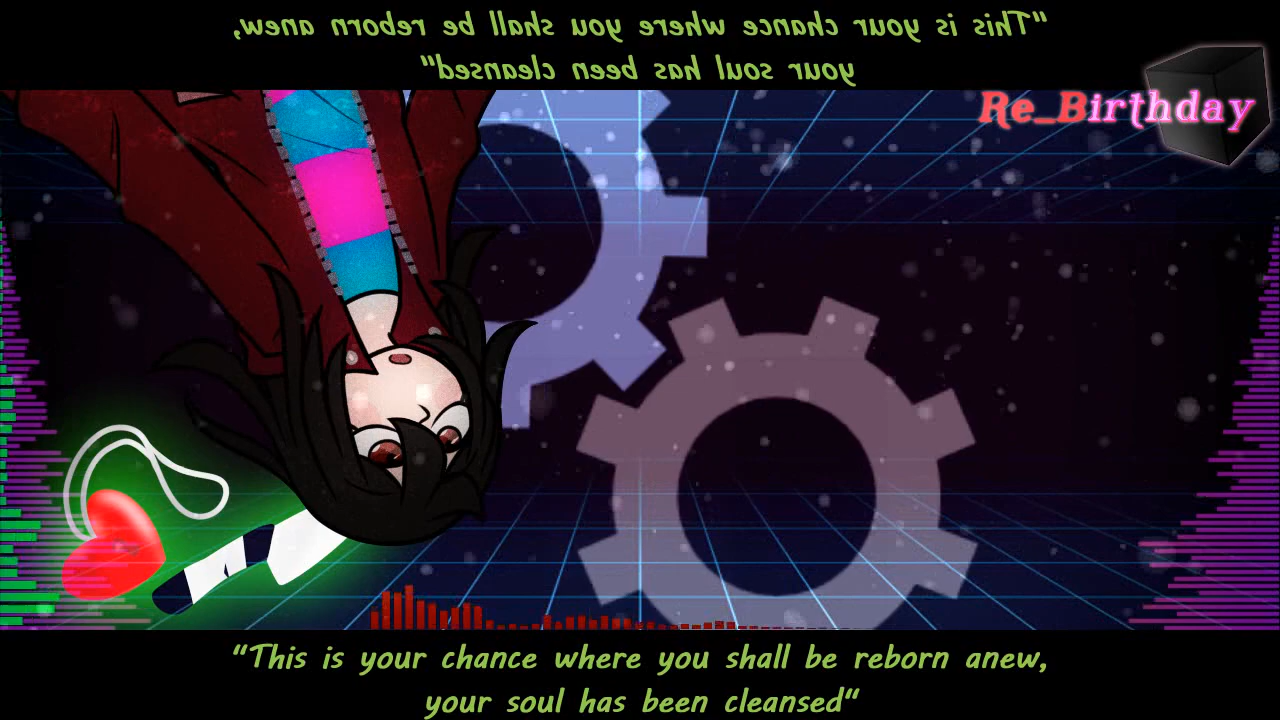 "This is your chance where you shall be reborn anew,
your soul has been cleansed"
Re_Birthday
"This is your chance where you shall be reborn anew,
your soul has been cleansed"